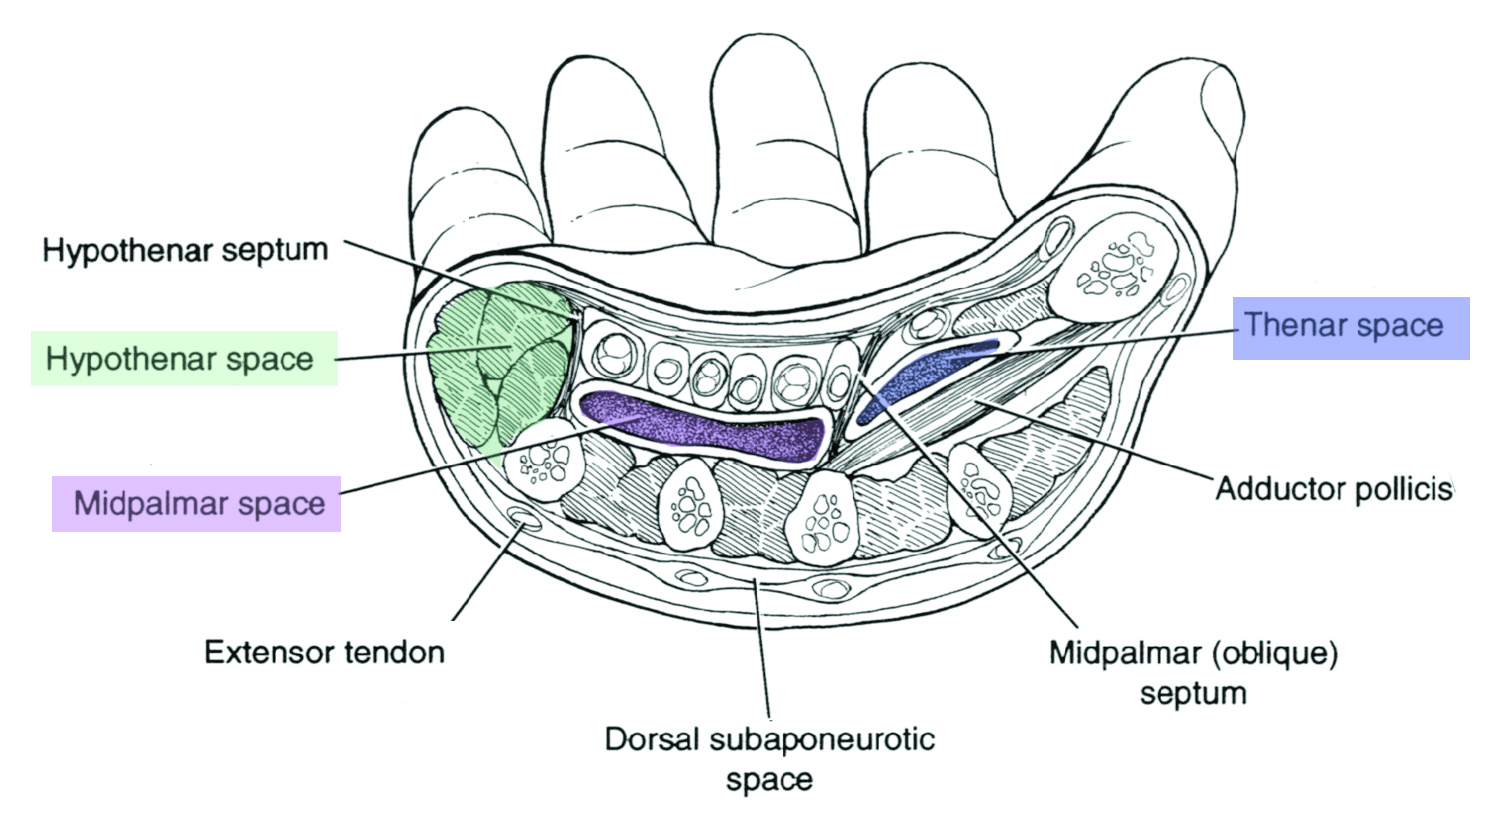 Hypothenar septum
Hypothenar space
Thenar space
Midpalmar space
Adductor pollicis
Extensor tendon
Midpalmar (oblique)
septum
Dorsal subaponeurotic
space